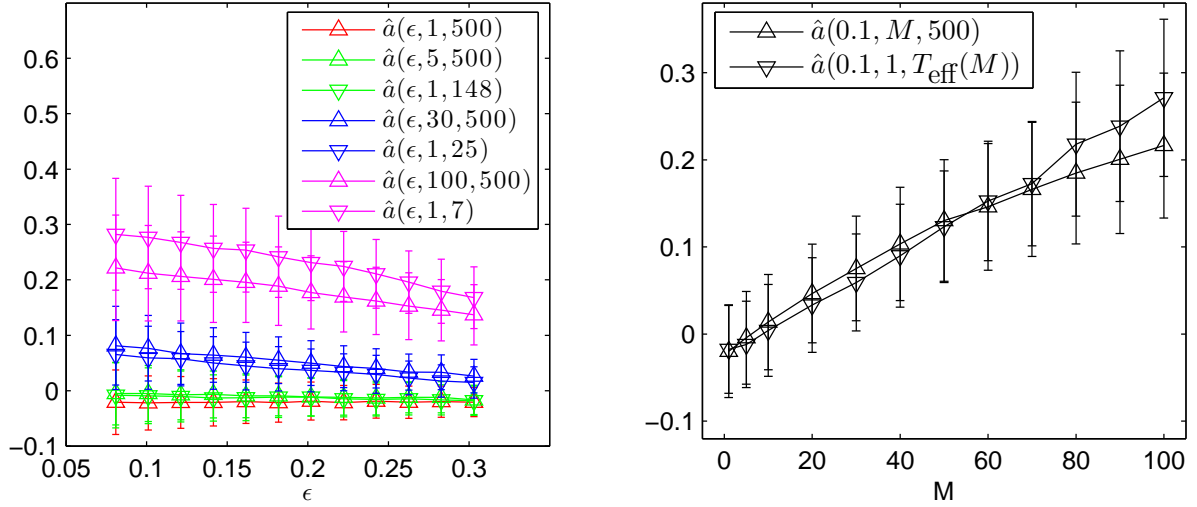 0.6
0.5
0.4
0.3
0.2
0.1
0
−0.1
0.05
0.1
0.15
0.2
0.25
0.3
ϵ
â(ϵ, 1, 500)
â(ϵ, 5, 500)
â(ϵ, 1, 148)
â(ϵ, 30, 500)
â(ϵ, 1, 25)
â(ϵ, 100, 500)
â(ϵ, 1, 7)
0.3
0.2
0.1
0
−0.1
0
20
40
60
80
100
M
â(0.1, M, 500)
â(0.1, 1, T_eff(M))